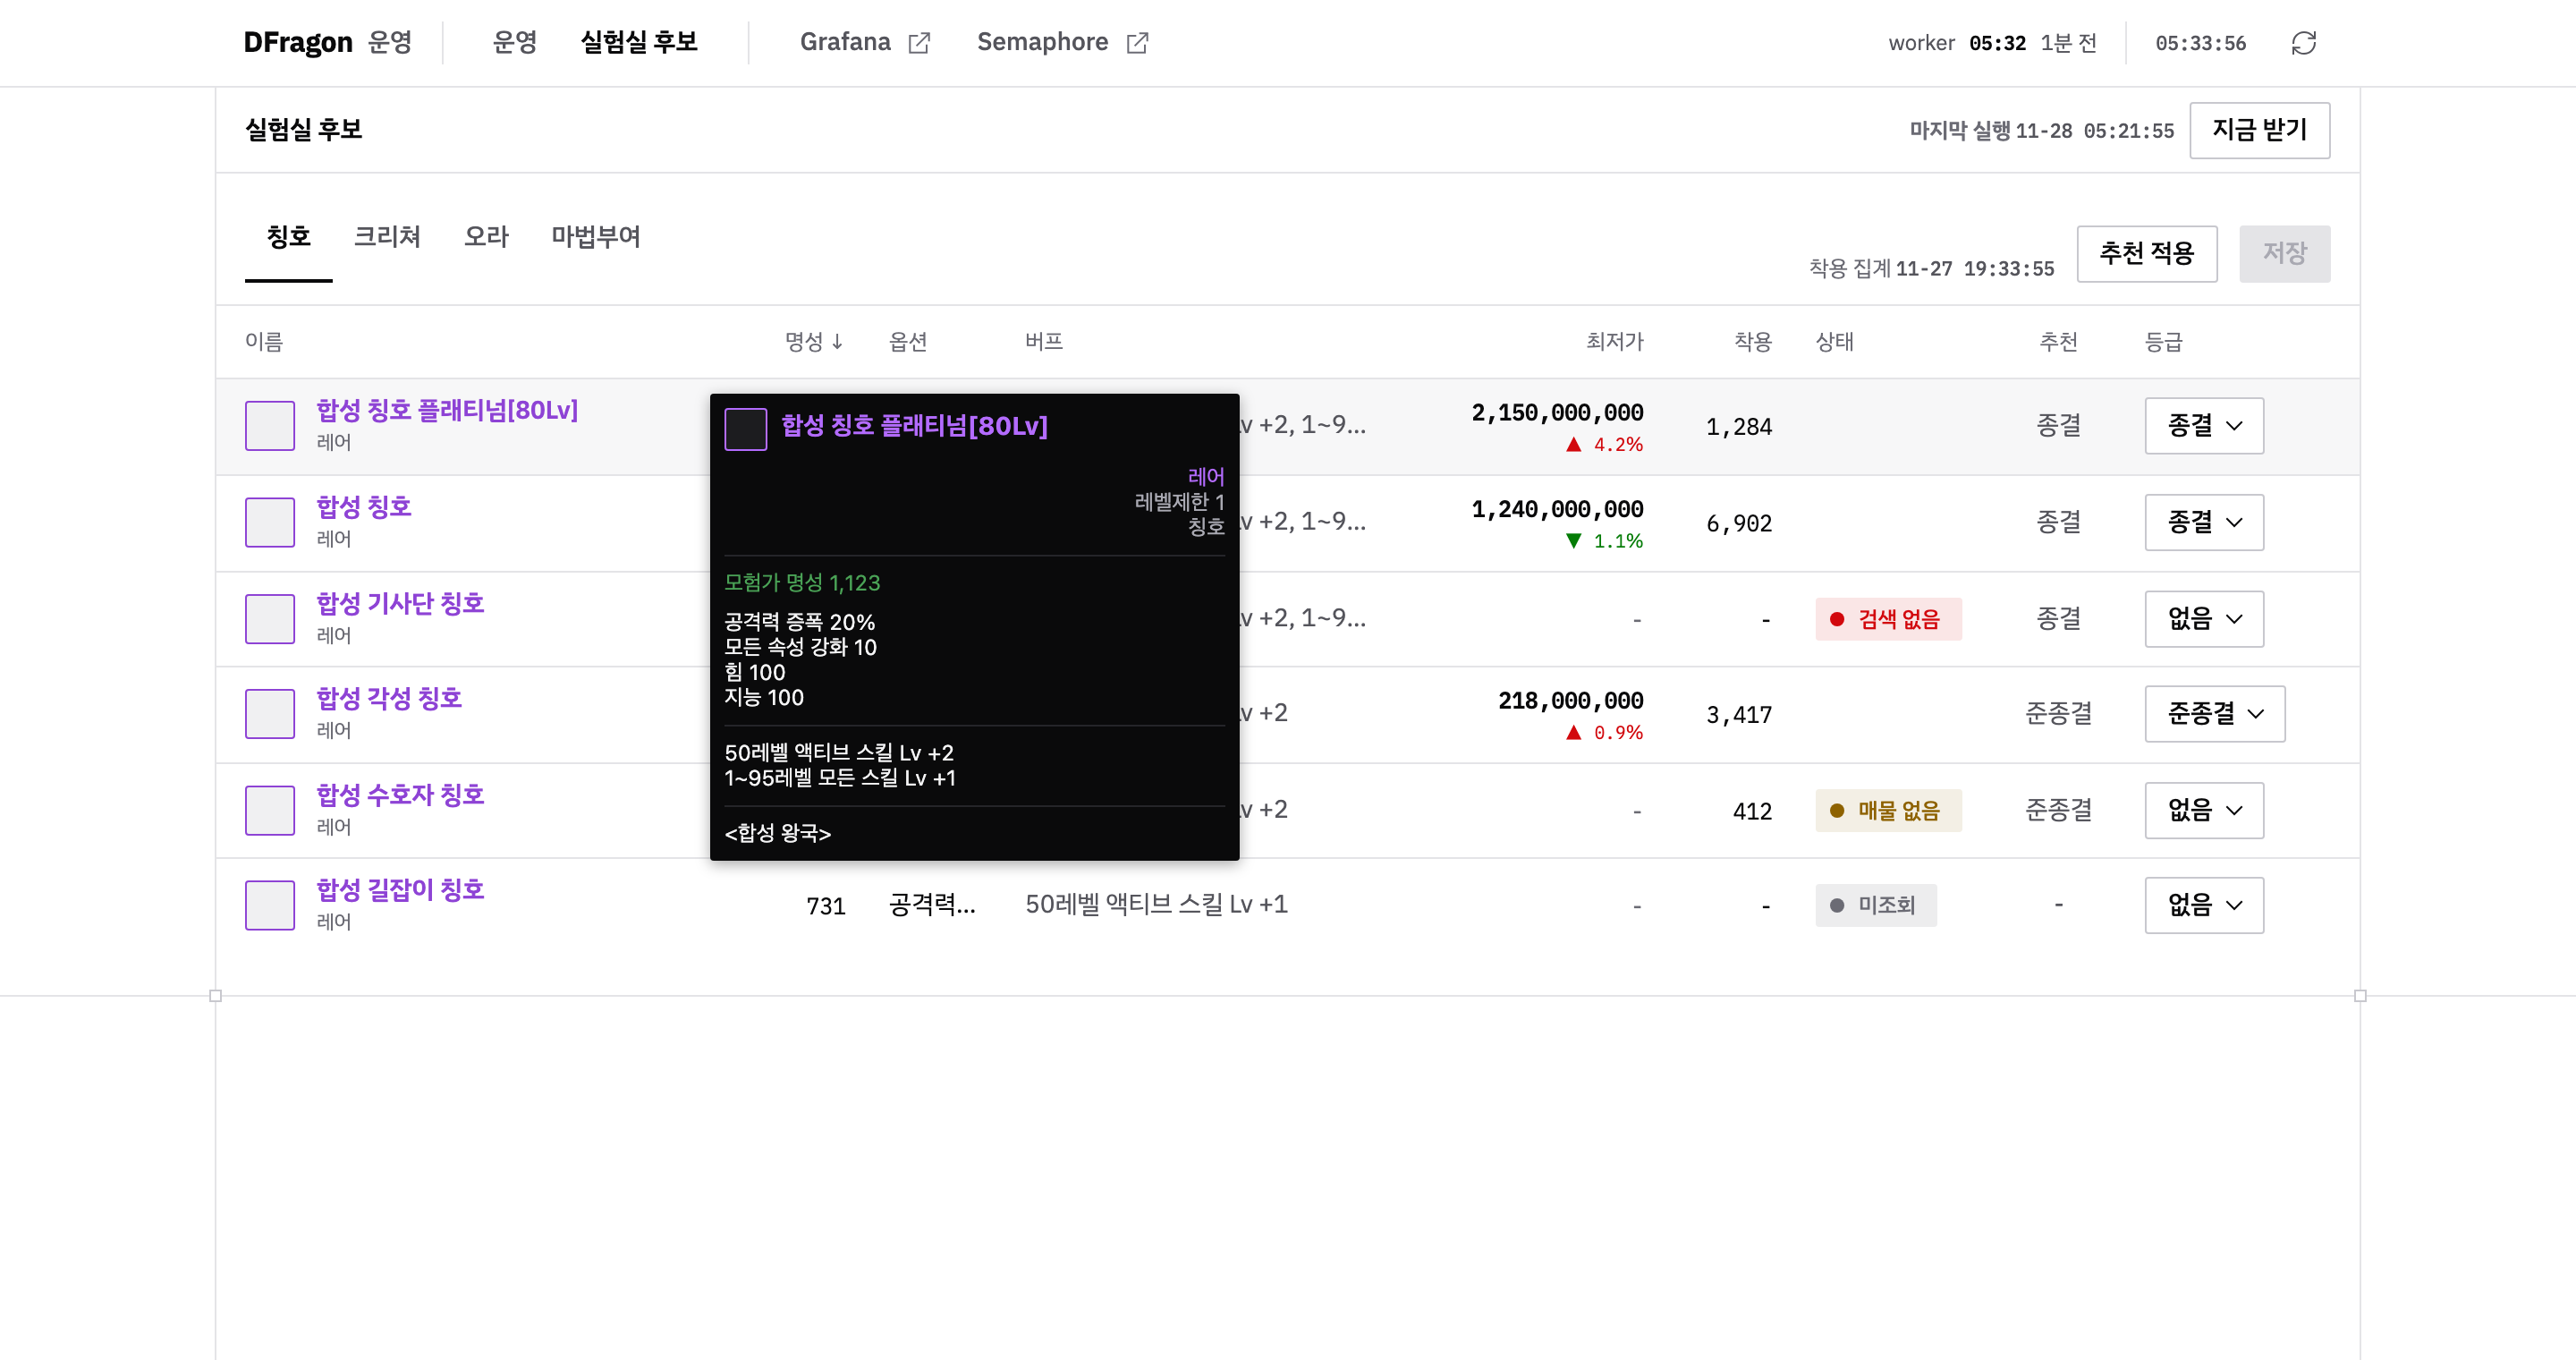 DFragon 운영 운영 실험실 후보 Grafana Semaphore worker 05:32 1분 전 05:33:56
실험실 후보 마지막 실행 11-28 05:21:55 지금 받기
칭호 크리쳐 오라 마법부여 착용 집계 11-27 19:33:55 추천 적용 저장
이름 명성 ↓ 옵션 버프 최저가 착용 상태 추천 등급
합성 칭호 플래티넘[80Lv] v +2, 1~9... 2,150,000,000 1,284 종결 종결
레어 ▲ 4.2%
합성 칭호 v +2, 1~9... 1,240,000,000 6,902 종결 종결
레어 ▼ 1.1%
합성 기사단 칭호 v +2, 1~9... - - 검색 없음 종결 없음
레어
합성 각성 칭호 v +2 218,000,000 3,417 준종결 준종결
레어 ▲ 0.9%
합성 수호자 칭호 v +2 - 412 매물 없음 준종결 없음
레어
합성 길잡이 칭호 731 공격력... 50레벨 액티브 스킬 Lv +1 - - 미조회 - 없음
레어
합성 칭호 플래티넘[80Lv]
레어
레벨제한 1
칭호
모험가 명성 1,123
공격력 증폭 20%
모든 속성 강화 10
힘 100
지능 100
50레벨 액티브 스킬 Lv +2
1~95레벨 모든 스킬 Lv +1
<합성 왕국>